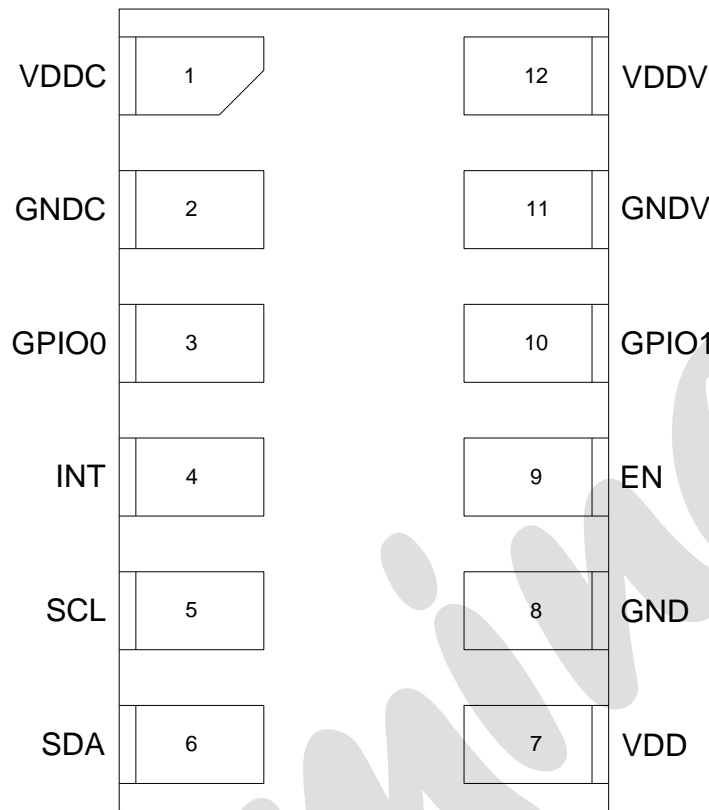 VDDC 1 12 VDDV
GNDC 2 11 GNDV
GPIO0 3 10 GPIO1
INT 4 9 EN
SCL 5 8 GND
SDA 6 7 VDD